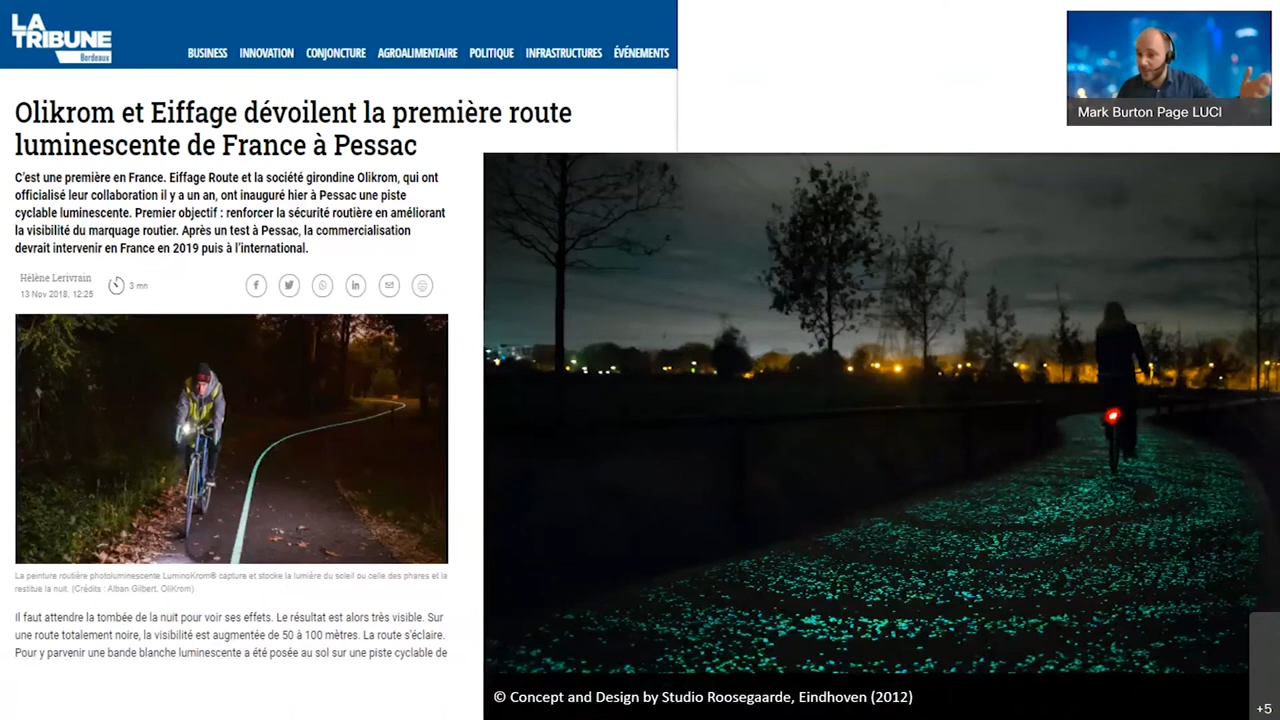 LA
TRIBUNE
Bordeaux
BUSINESS INNOVATION CONJONCTURE AGROALIMENTAIRE POLITIQUE INFRASTRUCTURES ÉVÉNEMENTS
Olikrom et Eiffage dévoilent la première route
luminescente de France à Pessac
C'est une première en France. Eiffage Route et la société girondine Olikrom, qui ont
officialisé leur collaboration il y a un an, ont inauguré hier à Pessac une piste
cyclable luminescente. Premier objectif : renforcer la sécurité routière en améliorant
la visibilité du marquage routier. Après un test à Pessac, la commercialisation
devrait intervenir en France en 2019 puis à l'international.
Hélène Lerivrain
13 Nov 2018, 12:25
3 mn
La peinture routière photoluminescente LuminoKrom® capture et stocke la lumière du soleil ou celle des phares et la
restitue la nuit. (Crédits : Alban Gilbert, OliKrom)
Il faut attendre la tombée de la nuit pour voir ses effets. Le résultat est alors très visible. Sur
une route totalement noire, la visibilité est augmentée de 50 à 100 mètres. La route s'éclaire.
Pour y parvenir une bande blanche luminescente a été posée au sol sur une piste cyclable de
Mark Burton Page LUCI
© Concept and Design by Studio Roosegaarde, Eindhoven (2012)
+5